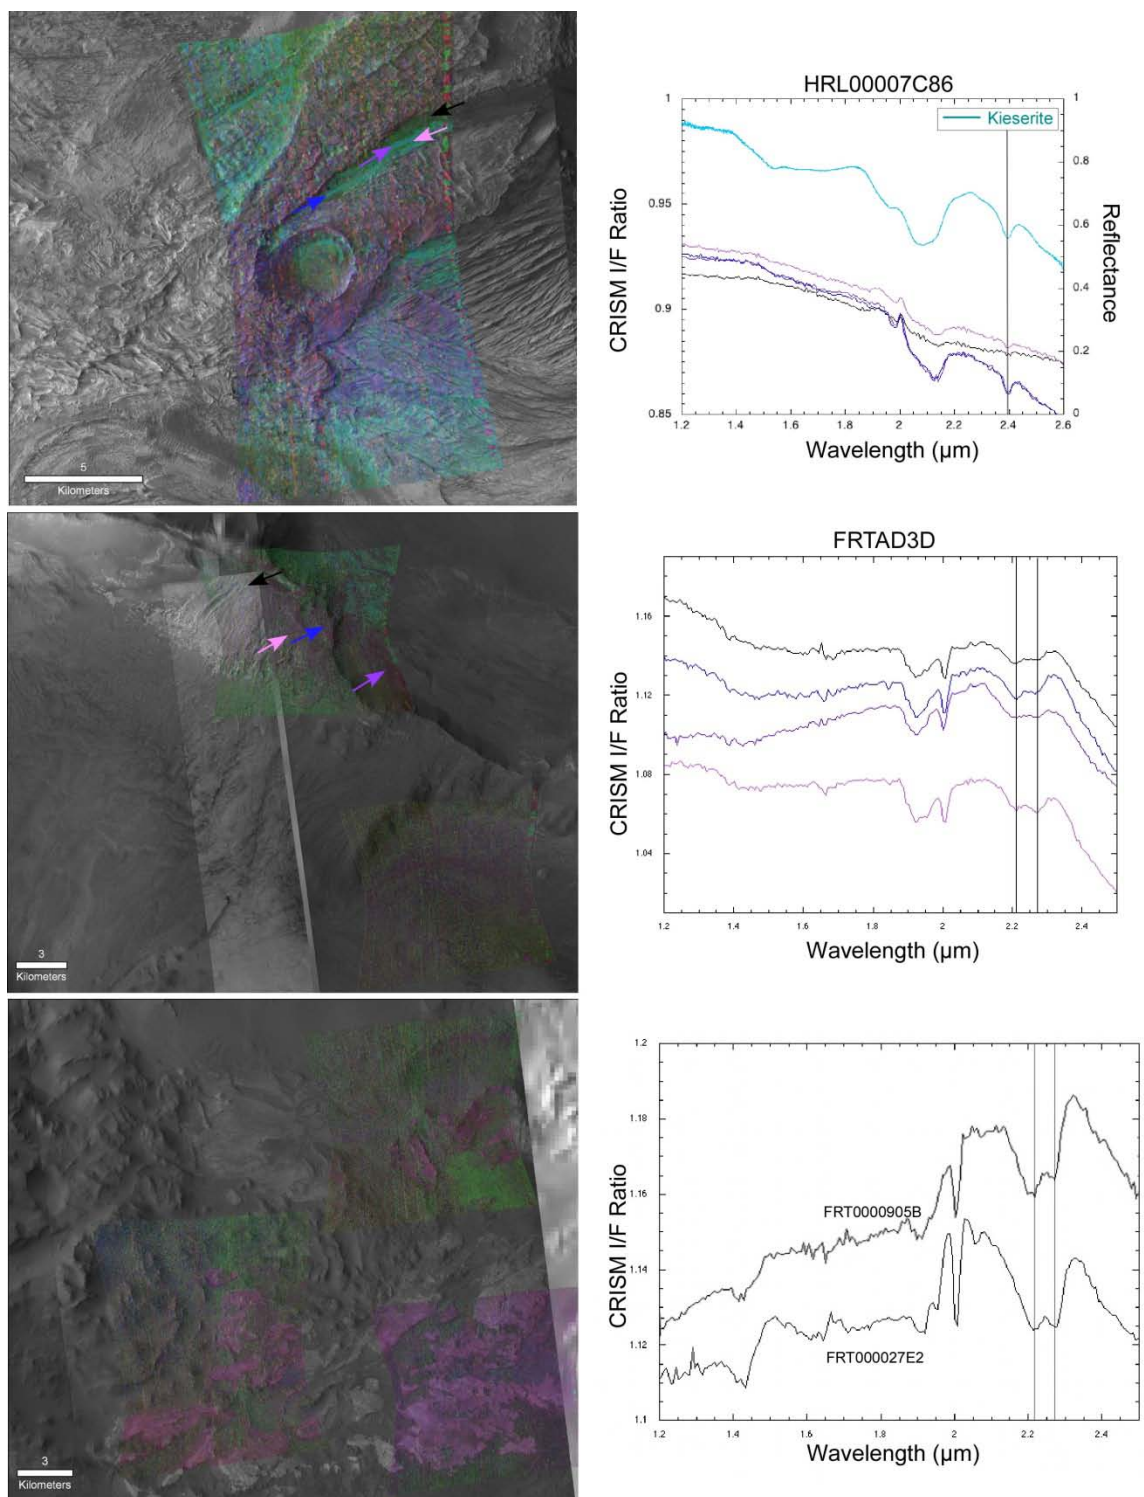 5
Kilometers
HRL00007C86
Kieserite
CRISM I/F Ratio
Reflectance
1
0.95
0.9
0.85
1
0.8
0.6
0.4
0.2
0
1.2 1.4 1.6 1.8 2 2.2 2.4 2.6
Wavelength (µm)
3
Kilometers
FRTAD3D
CRISM I/F Ratio
1.16
1.12
1.08
1.04
1.2 1.4 1.6 1.8 2 2.2 2.4
Wavelength (µm)
3
Kilometers
CRISM I/F Ratio
1.2
1.18
1.16
1.14
1.12
1.1
FRT0000905B
FRT000027E2
1.2 1.4 1.6 1.8 2 2.2 2.4
Wavelength (µm)